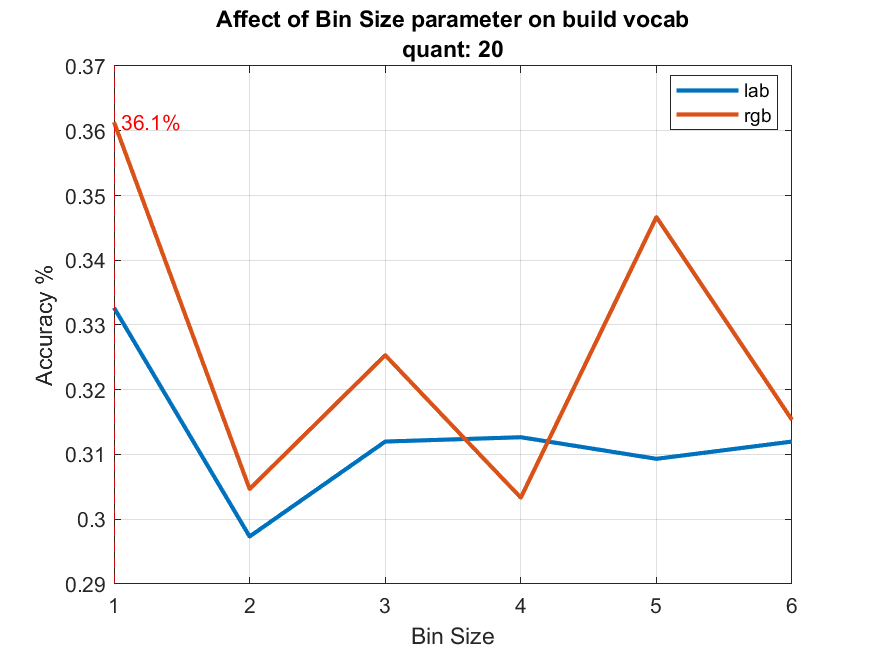 Affect of Bin Size parameter on build vocab
quant: 20
lab
rgb
36.1%
0.37
0.36
0.35
0.34
0.33
0.32
0.31
0.3
0.29
Accuracy %
1 2 3 4 5 6
Bin Size